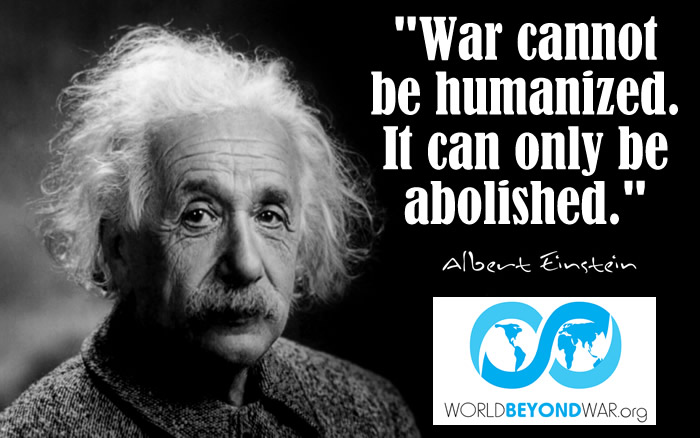 "War cannot
be humanized.
It can only be
abolished."
Albert Einstein
WORLDBEYONDWAR.org